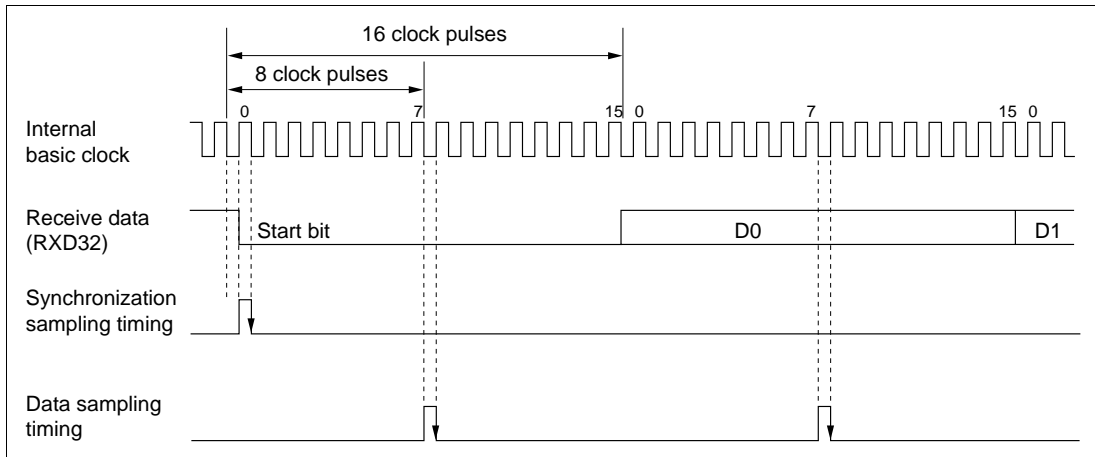 16 clock pulses
8 clock pulses
0 7 15 0 7 15 0
Internal
basic clock
Receive data
(RXD32)
Start bit D0 D1
Synchronization
sampling timing
Data sampling
timing